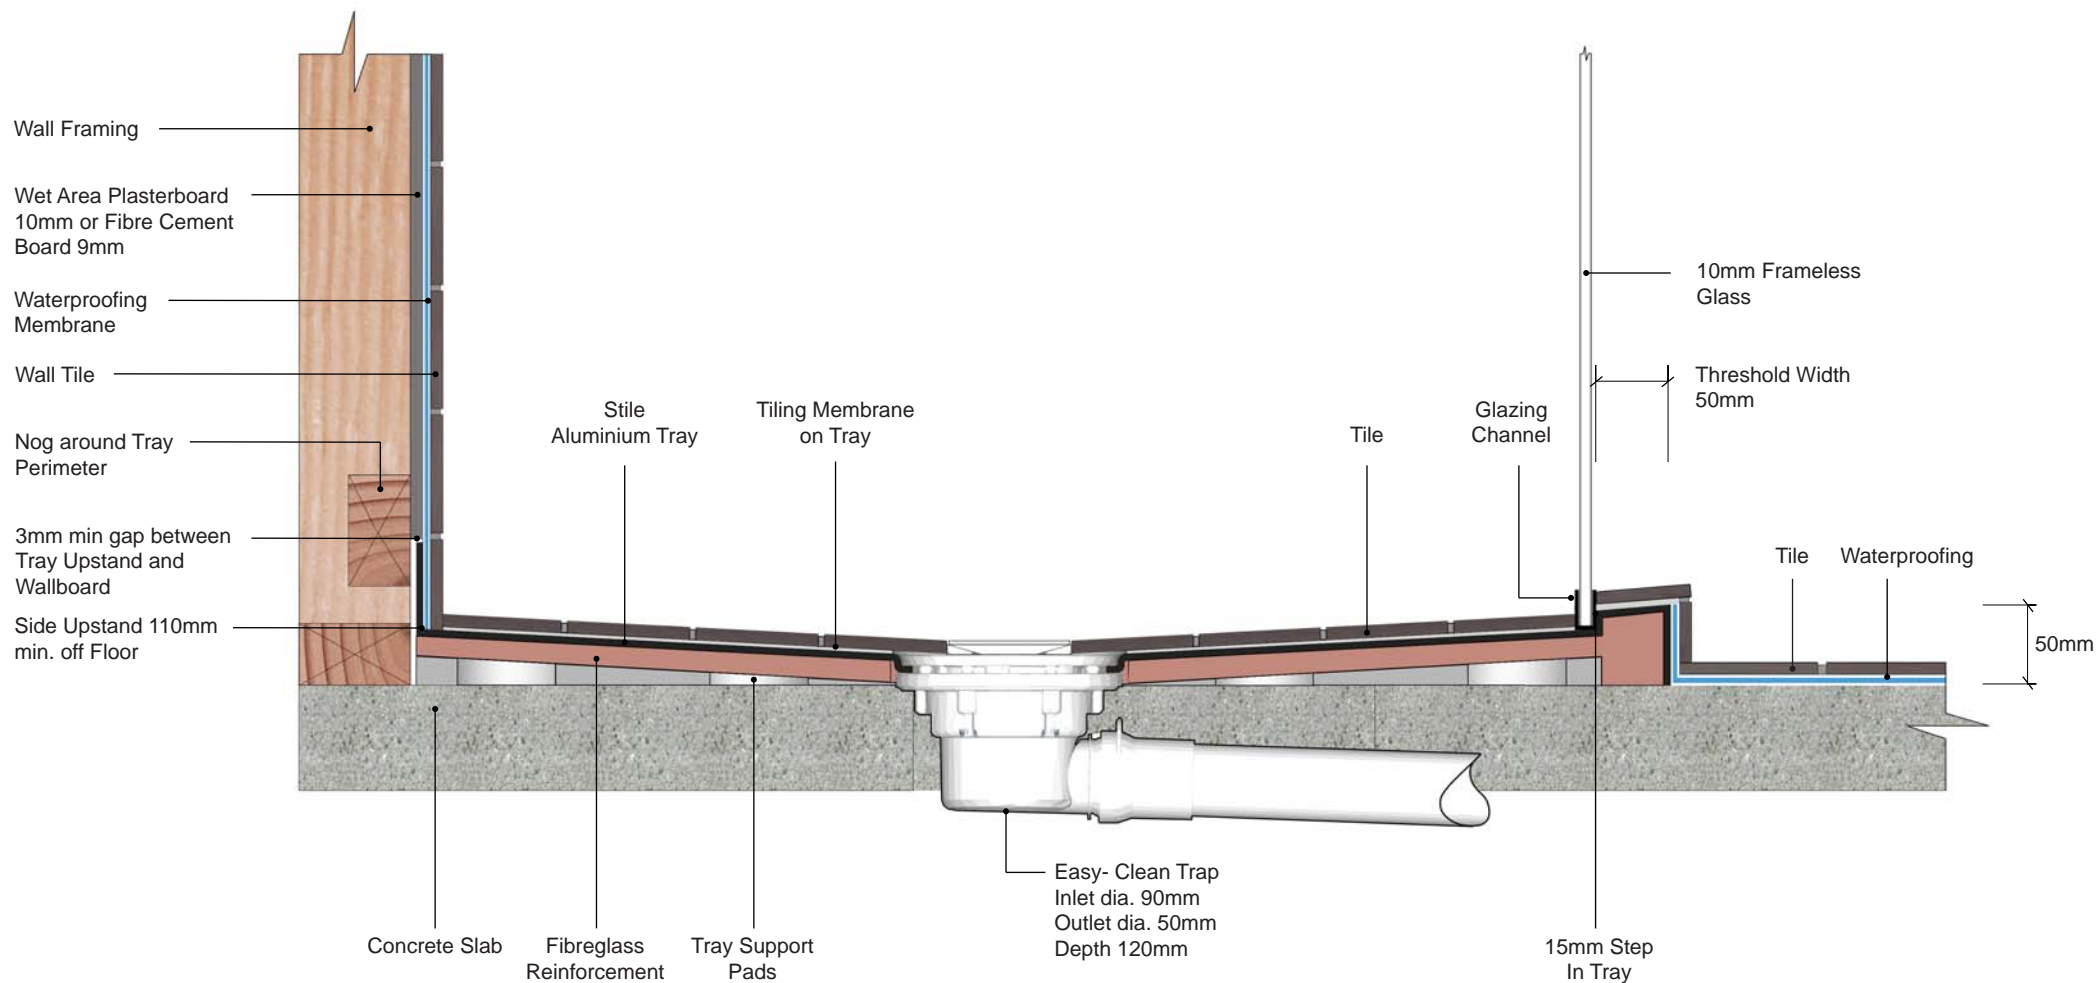 Wall Framing
Wet Area Plasterboard
10mm or Fibre Cement
Board 9mm
Waterproofing
Membrane
Wall Tile
Nog around Tray
Perimeter
3mm min gap between
Tray Upstand and
Wallboard
Side Upstand 110mm
min. off Floor
Stile
Aluminium Tray
Tiling Membrane
on Tray
Tile
Glazing
Channel
10mm Frameless
Glass
Threshold Width
50mm
Tile
Waterproofing
50mm
Concrete Slab
Fibreglass
Reinforcement
Tray Support
Pads
Easy- Clean Trap
Inlet dia. 90mm
Outlet dia. 50mm
Depth 120mm
15mm Step
In Tray